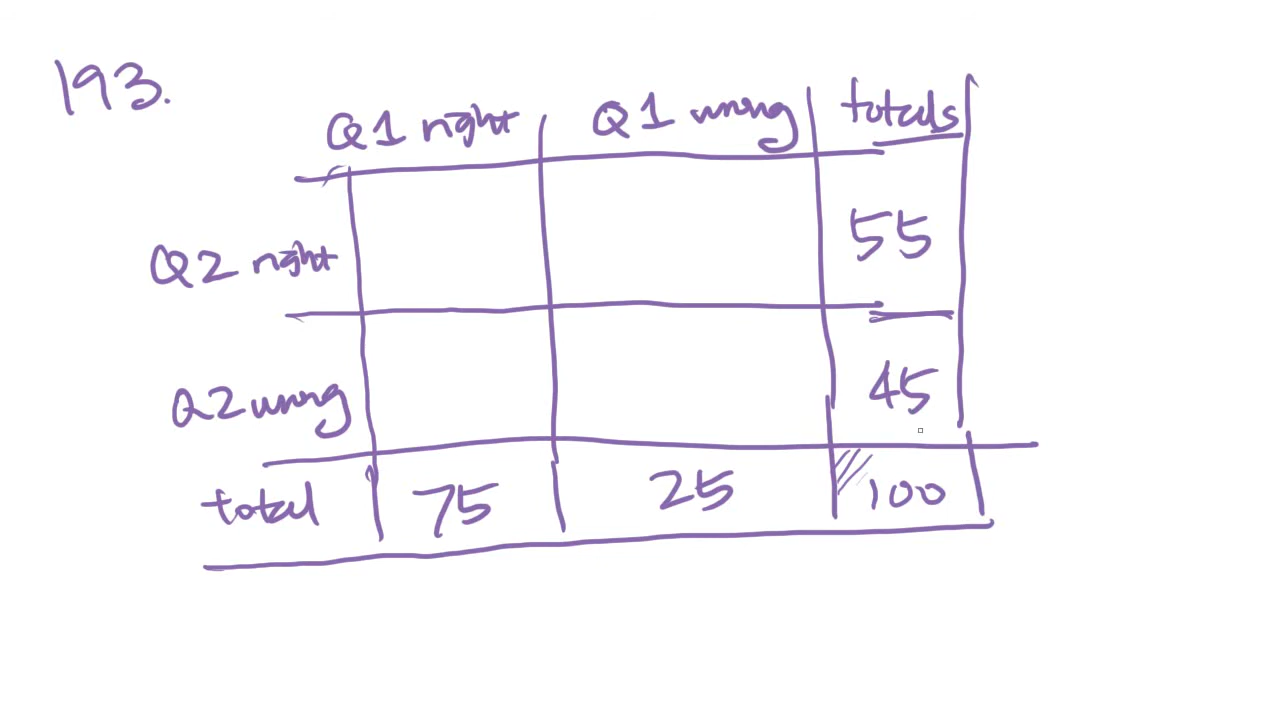 193.
Q1 right Q1 wrong totals
Q2 right 55
Q2 wrong 45
total 75 25 100